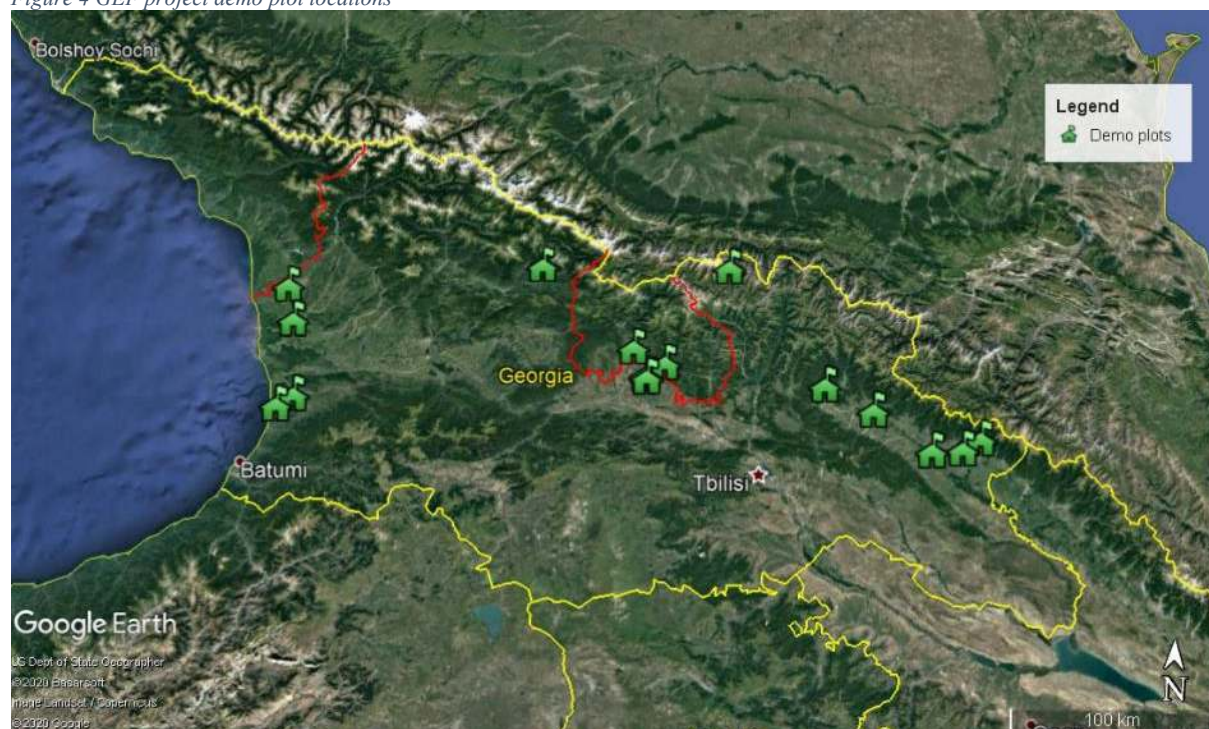 Figure 4 GEF project demo plot locations
Bolshoy Sochi
Legend
Demo plots
Georgia
Batumi
Tbilisi
Google Earth
US Dept of State Geographer
©2020 Basarsoft
Image Landsat / Copernicus
©2020 Google
N
100 km